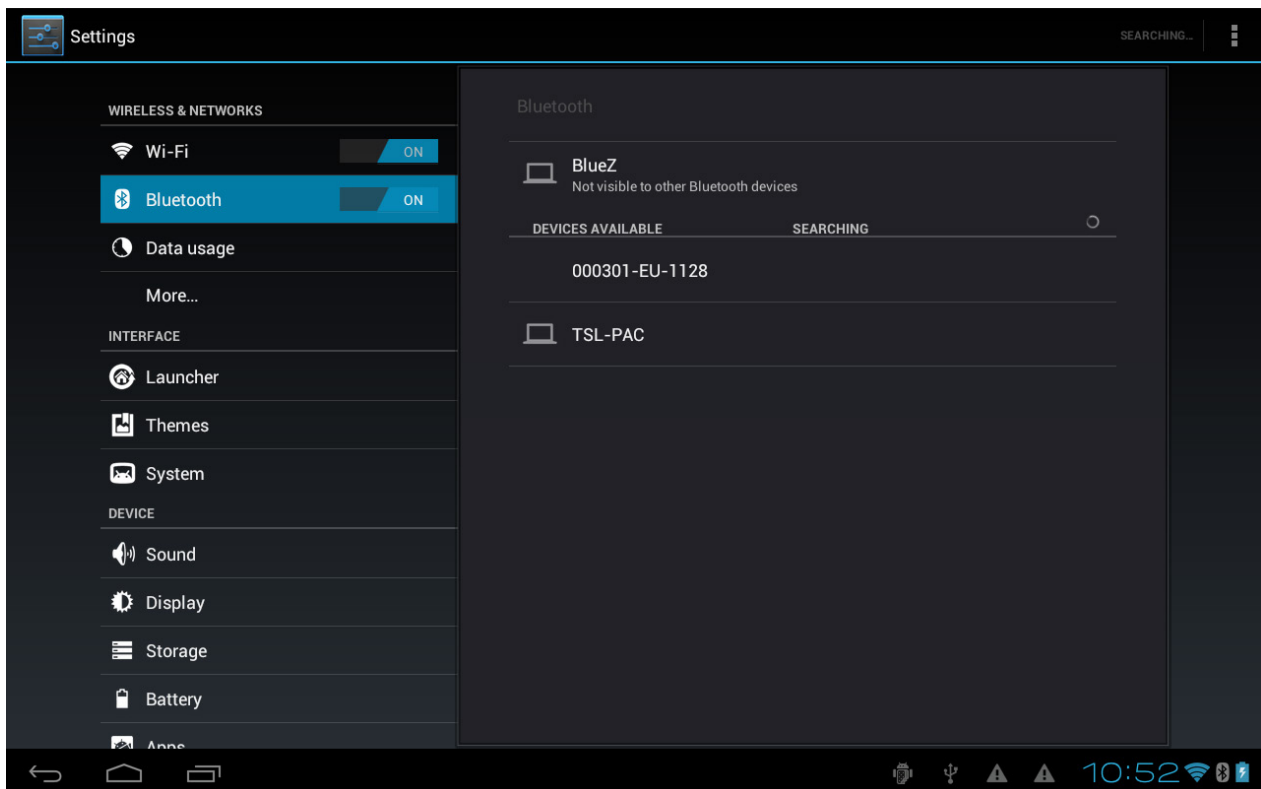 Settings
SEARCHING...
WIRELESS & NETWORKS
Wi-Fi ON
Bluetooth ON
Data usage
More...
INTERFACE
Launcher
Themes
System
DEVICE
Sound
Display
Storage
Battery
Apps
Bluetooth
BlueZ
Not visible to other Bluetooth devices
DEVICES AVAILABLE SEARCHING
000301-EU-1128
TSL-PAC
10:52